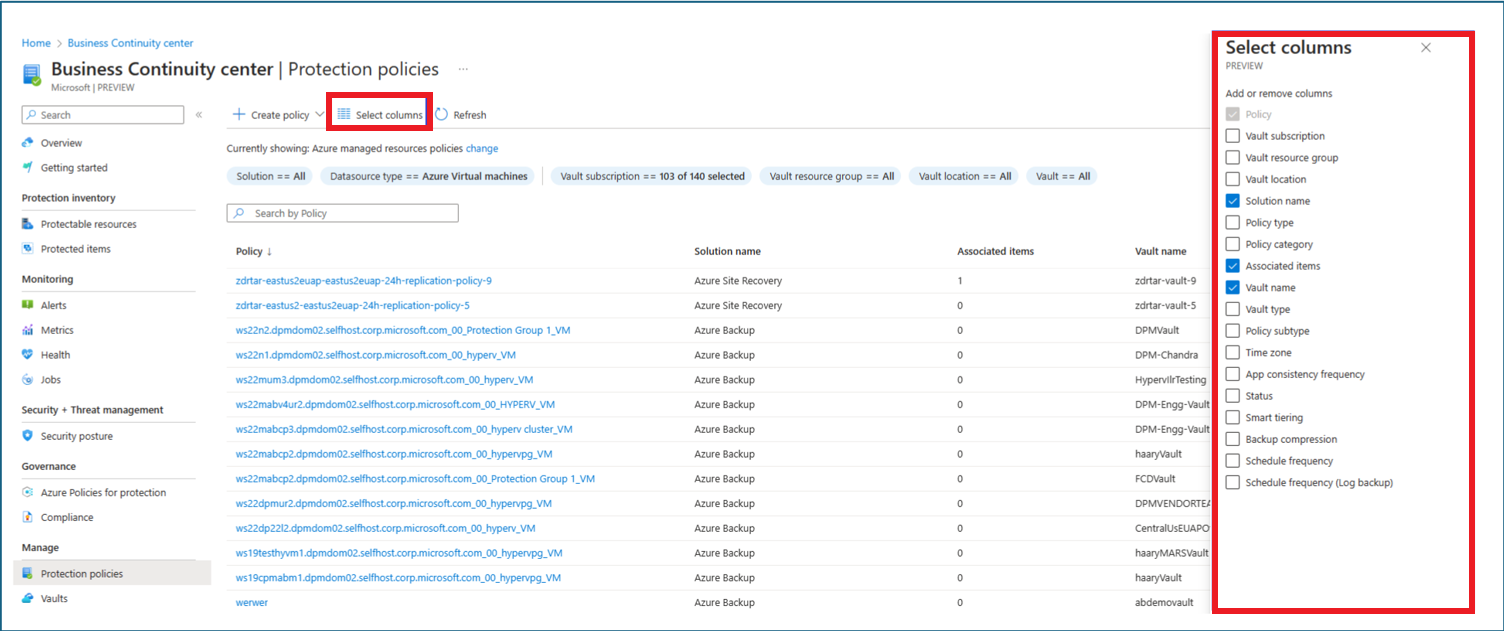 Home > Business Continuity center
Business Continuity center | Protection policies ...
Microsoft | PREVIEW
Search «
Overview
Getting started
Protection inventory
Protectable resources
Protected items
Monitoring
Alerts
Metrics
Health
Jobs
Security + Threat management
Security posture
Governance
Azure Policies for protection
Compliance
Manage
Protection policies
Vaults
+ Create policy Select columns Refresh
Currently showing: Azure managed resources policies change
Solution == All Datasource type == Azure Virtual machines Vault subscription == 103 of 140 selected Vault resource group == All Vault location == All Vault == All
Search by Policy
Policy ↓ Solution name Associated items Vault name
zdrtar-eastus2euap-eastus2euap-24h-replication-policy-9 Azure Site Recovery 1 zdrtar-vault-9
zdrtar-eastus2-eastus2euap-24h-replication-policy-5 Azure Site Recovery 0 zdrtar-vault-5
ws22n2.dpmdom02.selfhost.corp.microsoft.com_00_Protection Group 1_VM Azure Backup 0 DPMVault
ws22n1.dpmdom02.selfhost.corp.microsoft.com_00_hyperv_VM Azure Backup 0 DPM-Chandra
ws22mum3.dpmdom02.selfhost.corp.microsoft.com_00_hyperv_VM Azure Backup 0 HypervIlrTesting
ws22mabv4ur2.dpmdom02.selfhost.corp.microsoft.com_00_HYPERV_VM Azure Backup 0 DPM-Engg-Vault
ws22mabcp3.dpmdom02.selfhost.corp.microsoft.com_00_hyperv cluster_VM Azure Backup 0 DPM-Engg-Vault
ws22mabcp2.dpmdom02.selfhost.corp.microsoft.com_00_hypervpg_VM Azure Backup 0 haaryVault
ws22mabcp2.dpmdom02.selfhost.corp.microsoft.com_00_Protection Group 1_VM Azure Backup 0 FCDVault
ws22dpmur2.dpmdom02.selfhost.corp.microsoft.com_00_hypervpg_VM Azure Backup 0 DPMVENDORTEA
ws22dp22l2.dpmdom02.selfhost.corp.microsoft.com_00_hyperv_VM Azure Backup 0 CentralUsEUAPO
ws19testhyvm1.dpmdom02.selfhost.corp.microsoft.com_00_hypervpg_VM Azure Backup 0 haaryMARSVault
ws19cpmabm1.dpmdom02.selfhost.corp.microsoft.com_00_hypervpg_VM Azure Backup 0 haaryVault
werwer Azure Backup 0 abdemovault
Select columns
PREVIEW
Add or remove columns
Policy
Vault subscription
Vault resource group
Vault location
Solution name
Policy type
Policy category
Associated items
Vault name
Vault type
Policy subtype
Time zone
App consistency frequency
Status
Smart tiering
Backup compression
Schedule frequency
Schedule frequency (Log backup)